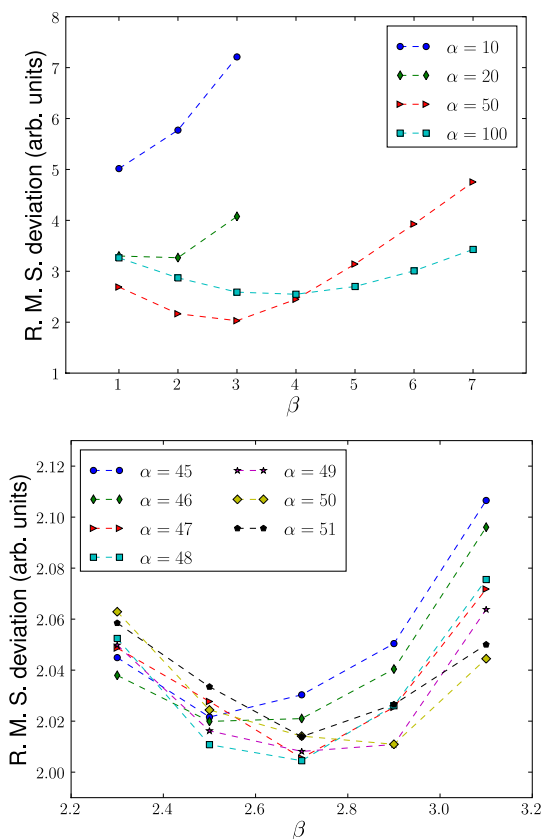 8
7
6
5
4
3
2
1
R. M. S. deviation (arb. units)
α = 10
α = 20
α = 50
α = 100
1 2 3 4 5 6 7
β
2.12
2.10
2.08
2.06
2.04
2.02
2.00
R. M. S. deviation (arb. units)
α = 45 α = 49
α = 46 α = 50
α = 47 α = 51
α = 48
2.2 2.4 2.6 2.8 3.0 3.2
β